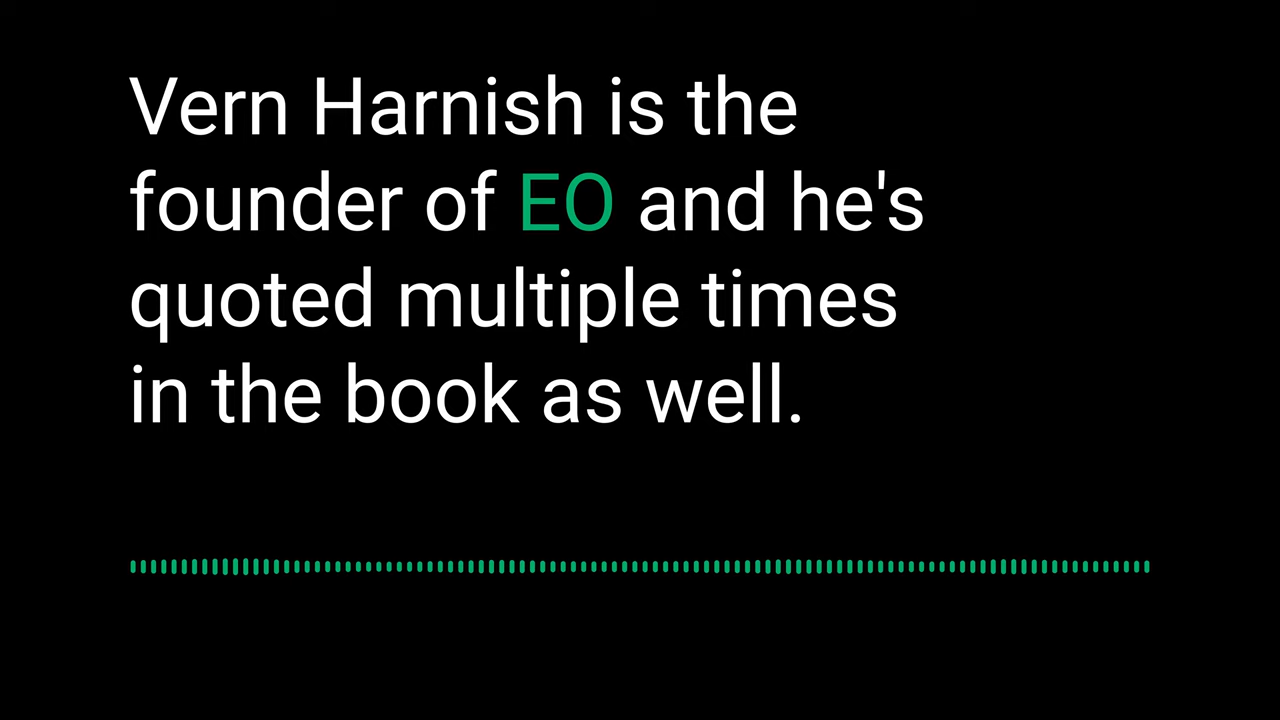 Vern Harnish is the
founder of EO and he's
quoted multiple times
in the book as well.